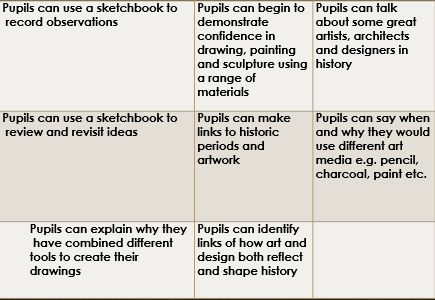 Pupils can use a sketchbook to
record observations
Pupils can begin to
demonstrate
confidence in
drawing, painting
and sculpture using
a range of
materials
Pupils can talk
about some great
artists, architects
and designers in
history
Pupils can use a sketchbook to
review and revisit ideas
Pupils can make
links to historic
periods and
artwork
Pupils can say when
and why they would
use different art
media e.g. pencil,
charcoal, paint etc.
Pupils can explain why they
have combined different
tools to create their
drawings
Pupils can identify
links of how art and
design both reflect
and shape history